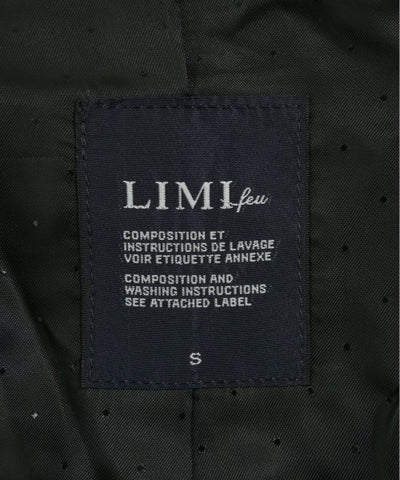 LIMI feu
COMPOSITION ET
INSTRUCTIONS DE LAVAGE
VOIR ETIQUETTE ANNEXE
COMPOSITION AND
WASHING INSTRUCTIONS
SEE ATTACHED LABEL
S